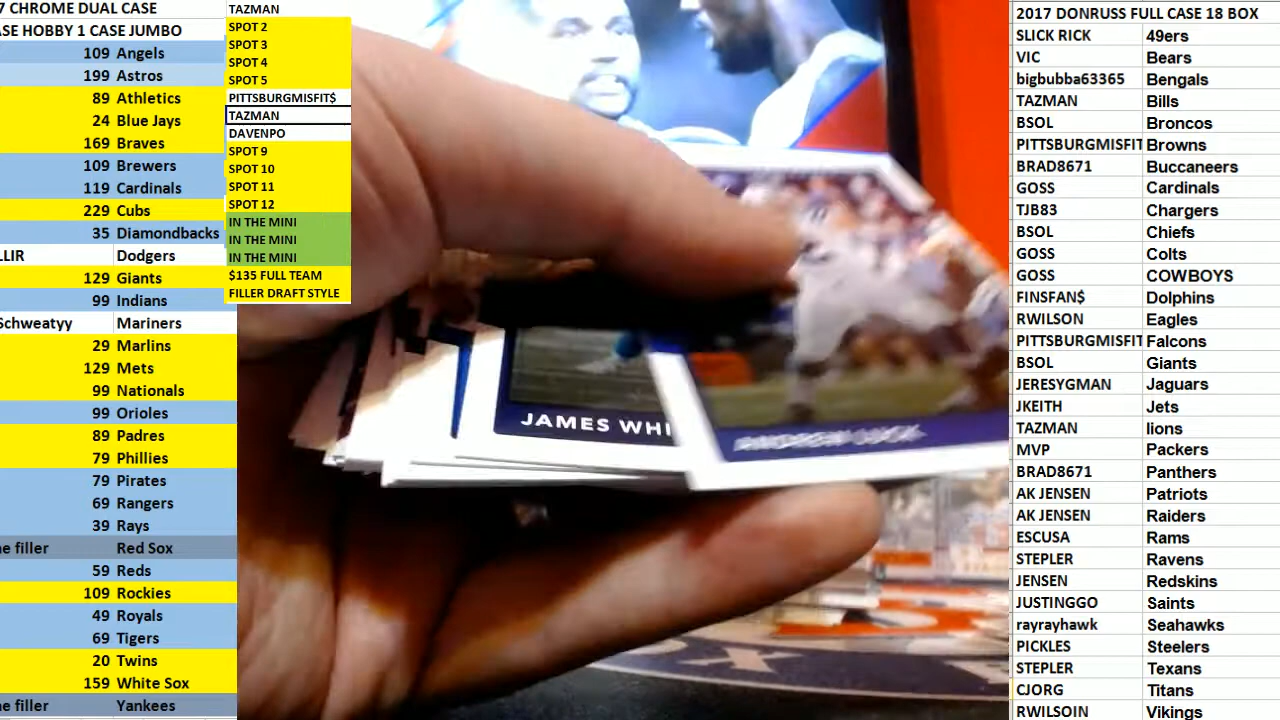 7 CHROME DUAL CASE
ASE HOBBY 1 CASE JUMBO
109 Angels
199 Astros
89 Athletics
24 Blue Jays
169 Braves
109 Brewers
119 Cardinals
229 Cubs
35 Diamondbacks
LLIR Dodgers
129 Giants
99 Indians
Schweatyy Mariners
29 Marlins
129 Mets
99 Nationals
99 Orioles
89 Padres
79 Phillies
79 Pirates
69 Rangers
39 Rays
ne filler Red Sox
59 Reds
109 Rockies
49 Royals
69 Tigers
20 Twins
159 White Sox
ne filler Yankees
TAZMAN
SPOT 2
SPOT 3
SPOT 4
SPOT 5
PITTSBURGMISFIT$
TAZMAN
DAVENPO
SPOT 9
SPOT 10
SPOT 11
SPOT 12
IN THE MINI
IN THE MINI
IN THE MINI
$135 FULL TEAM
FILLER DRAFT STYLE
JAMES WHI
ANDREW LUCK
2017 DONRUSS FULL CASE 18 BOX
SLICK RICK 49ers
VIC Bears
bigbubba63365 Bengals
TAZMAN Bills
BSOL Broncos
PITTSBURGMISFIT Browns
BRAD8671 Buccaneers
GOSS Cardinals
TJB83 Chargers
BSOL Chiefs
GOSS Colts
GOSS COWBOYS
FINSFAN$ Dolphins
RWILSON Eagles
PITTSBURGMISFIT Falcons
BSOL Giants
JERESYGMAN Jaguars
JKEITH Jets
TAZMAN lions
MVP Packers
BRAD8671 Panthers
AK JENSEN Patriots
AK JENSEN Raiders
ESCUSA Rams
STEPLER Ravens
JENSEN Redskins
JUSTINGGO Saints
rayrayhawk Seahawks
PICKLES Steelers
STEPLER Texans
CJORG Titans
RWILSOIN Vikings